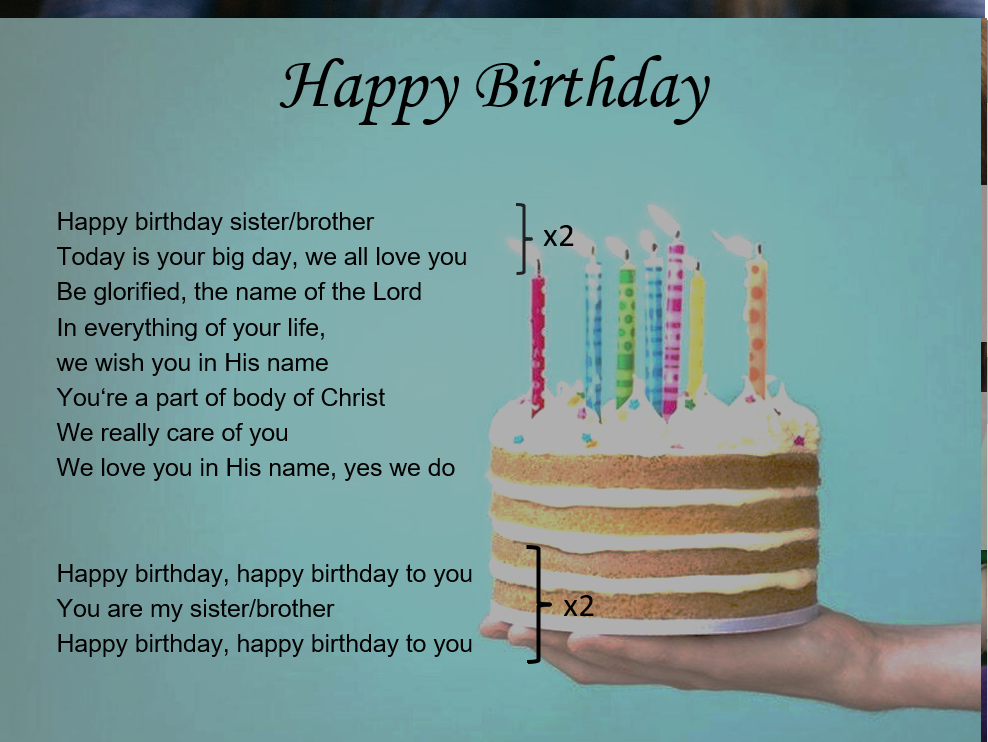 Happy Birthday
Happy birthday sister/brother
Today is your big day, we all love you
x2
Be glorified, the name of the Lord
In everything of your life,
we wish you in His name
You‘re a part of body of Christ
We really care of you
We love you in His name, yes we do
Happy birthday, happy birthday to you
You are my sister/brother
x2
Happy birthday, happy birthday to you